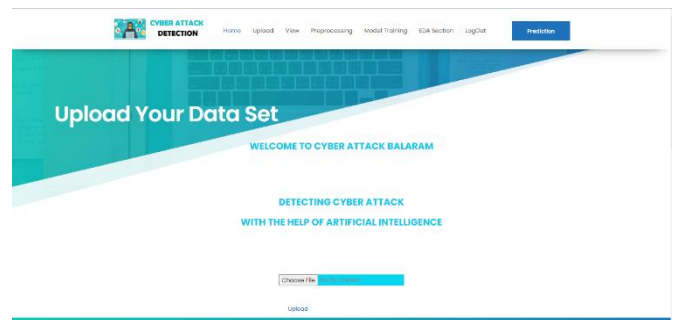 CYBER ATTACK
DETECTION
Home Upload View Preprocessing Model Training EDA Section LogOut Prediction
Upload Your Data Set
WELCOME TO CYBER ATTACK BALARAM
DETECTING CYBER ATTACK
WITH THE HELP OF ARTIFICIAL INTELLIGENCE
Choose File
Upload